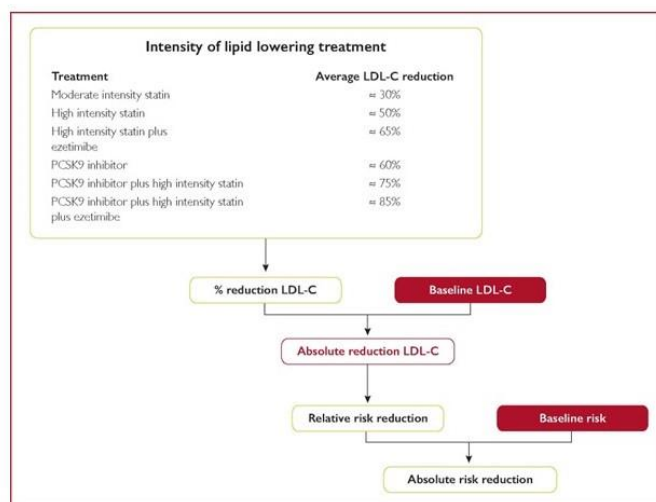 Intensity of lipid lowering treatment
Treatment Average LDL-C reduction
Moderate intensity statin ≈ 30%
High intensity statin ≈ 50%
High intensity statin plus ≈ 65%
ezetimibe
PCSK9 inhibitor ≈ 60%
PCSK9 inhibitor plus high intensity statin ≈ 75%
PCSK9 inhibitor plus high intensity statin ≈ 85%
plus ezetimibe
% reduction LDL-C Baseline LDL-C
Absolute reduction LDL-C
Relative risk reduction Baseline risk
Absolute risk reduction